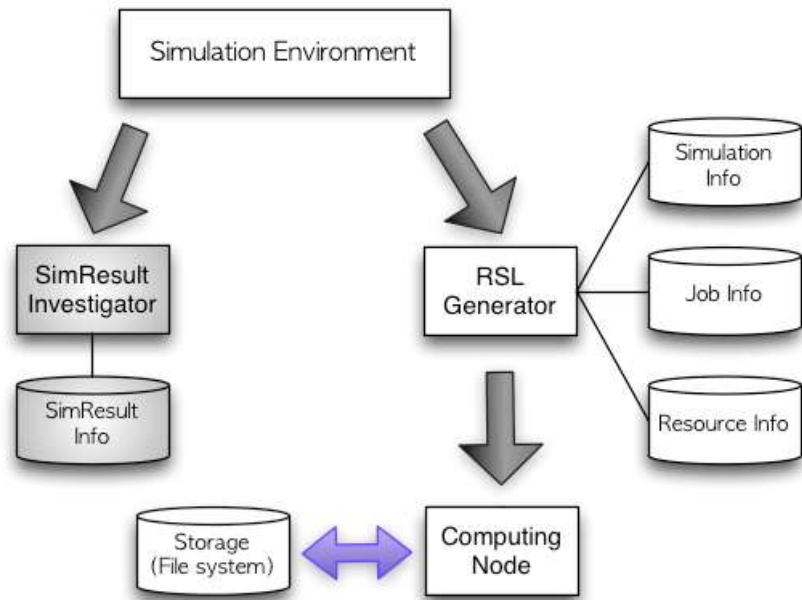 Simulation Environment
Simulation
Info
SimResult
Investigator
RSL
Generator
Job Info
SimResult
Info
Resource Info
Storage
(File system)
Computing
Node